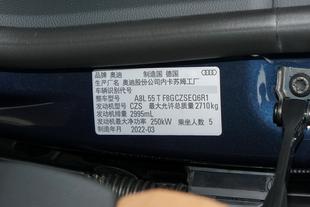 品牌 奥迪 制造国 德国
生产厂名 奥迪股份公司内卡苏姆工厂
车辆识别代号
整车型号 A8L 55 T F8GCZSEQ6R1
发动机型号 CZS 最大允许总质量 2710kg
发动机排量 2995mL
发动机最大净功率 250kW 乘坐人数 5
制造年月 2022-03